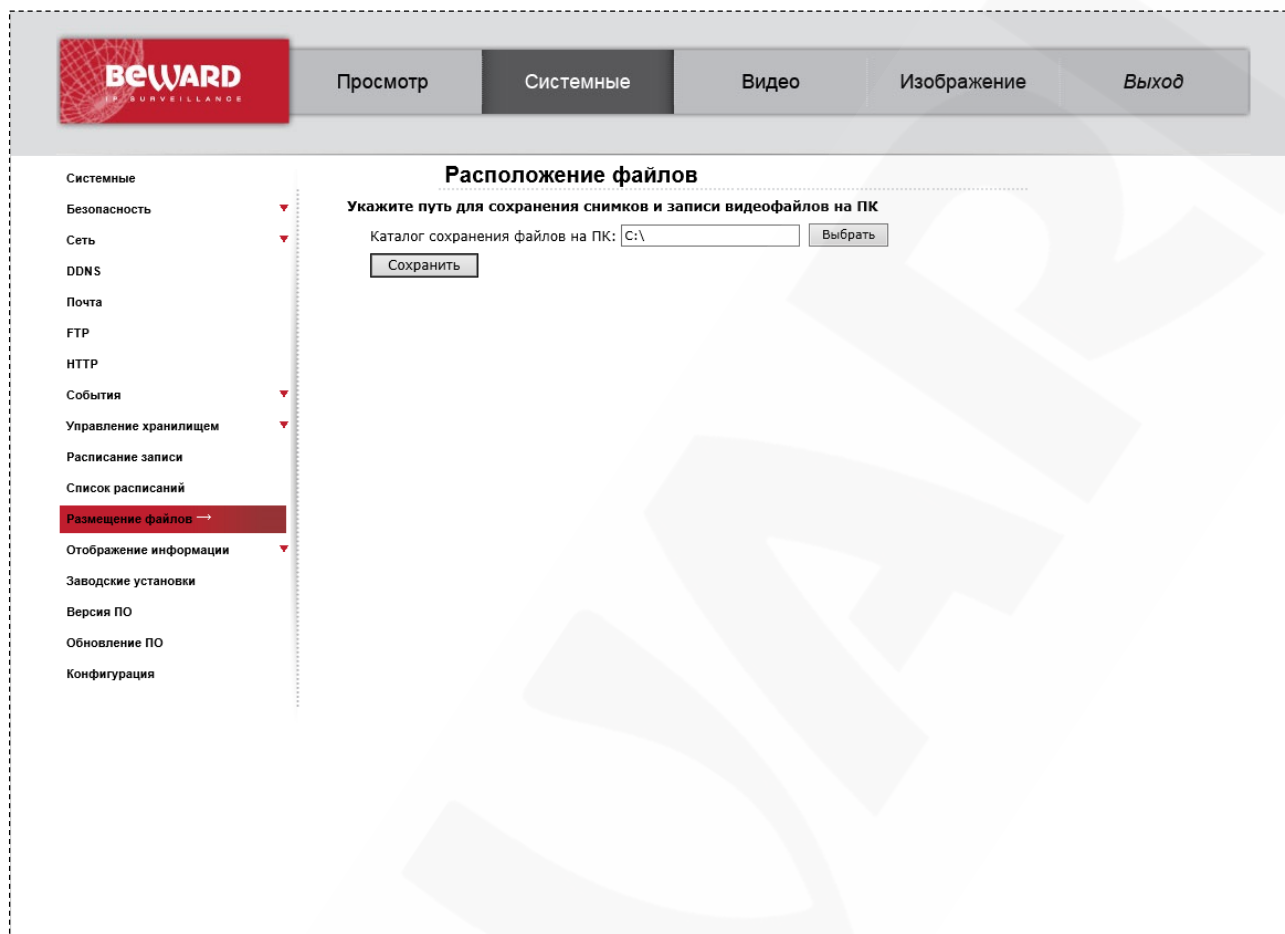 BEWARD
IP SURVEILLANCE
Просмотр
Системные
Видео
Изображение
Выход
Системные
Безопасность
Сеть
DDNS
Почта
FTP
HTTP
События
Управление хранилищем
Расписание записи
Список расписаний
Размещение файлов →
Отображение информации
Заводские установки
Версия ПО
Обновление ПО
Конфигурация
Расположение файлов
Укажите путь для сохранения снимков и записи видеофайлов на ПК
Каталог сохранения файлов на ПК: C:\ Выбрать
Сохранить